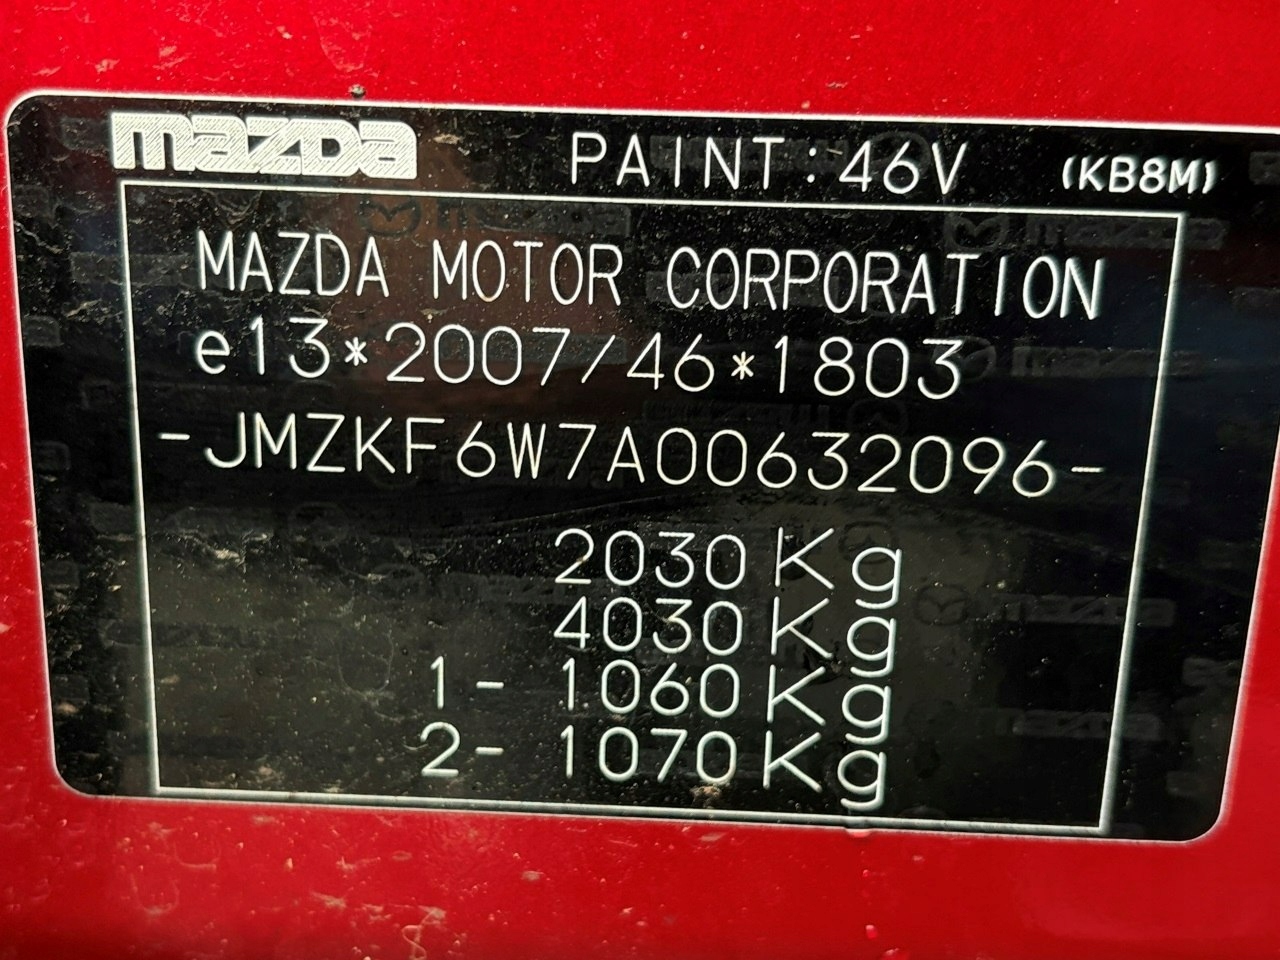 mazda PAINT:46V (KB8M)
MAZDA MOTOR CORPORATION
e13*2007/46*1803
-JMZKF6W7A00632096-
2030Kg
4030Kg
1- 1060Kg
2- 1070Kg